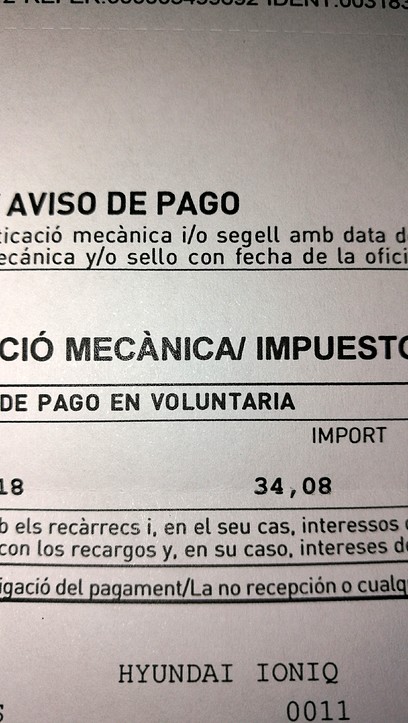 AVISO DE PAGO
ticació mecànica i/o segell amb data d
ecánica y/o sello con fecha de la ofici
CIÓ MECÀNICA/ IMPUESTO
DE PAGO EN VOLUNTARIA
IMPORT
18 34,08
b els recàrrecs i, en el seu cas, interessos
con los recargos y, en su caso, intereses de
igació del pagament/La no recepción o cualq
HYUNDAI IONIQ
S 0011